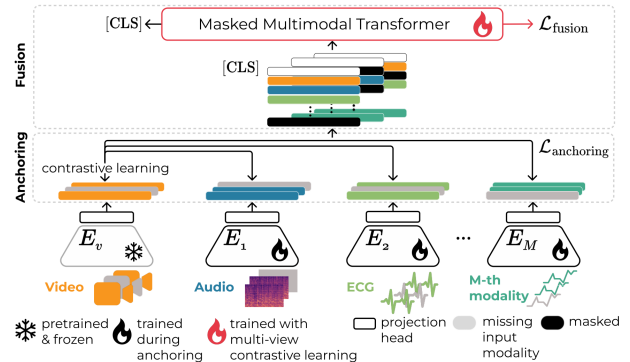 [CLS]
Masked Multimodal Transformer
ℒfusion
Fusion
[CLS]
Anchoring
ℒanchoring
contrastive learning
Eᵥ
E₁
E₂
...
E_M
Video
Audio
ECG
M-th
modality
pretrained
& frozen
trained
during
anchoring
trained with
multi-view
contrastive learning
projection
head
missing
input
modality
masked